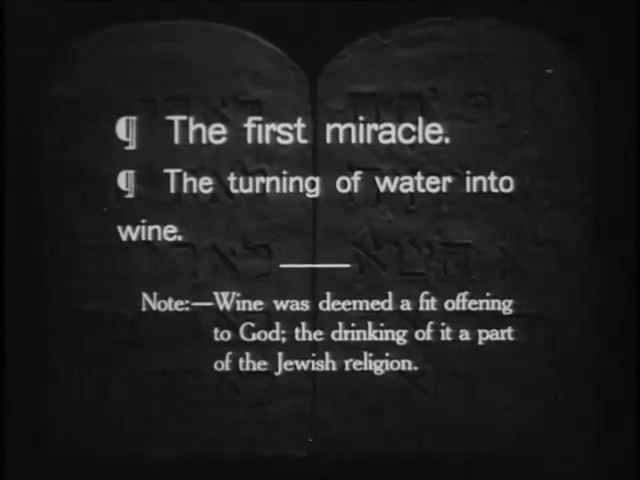 ¶ The first miracle.
¶ The turning of water into
wine.
Note:—Wine was deemed a fit offering
to God; the drinking of it a part
of the Jewish religion.